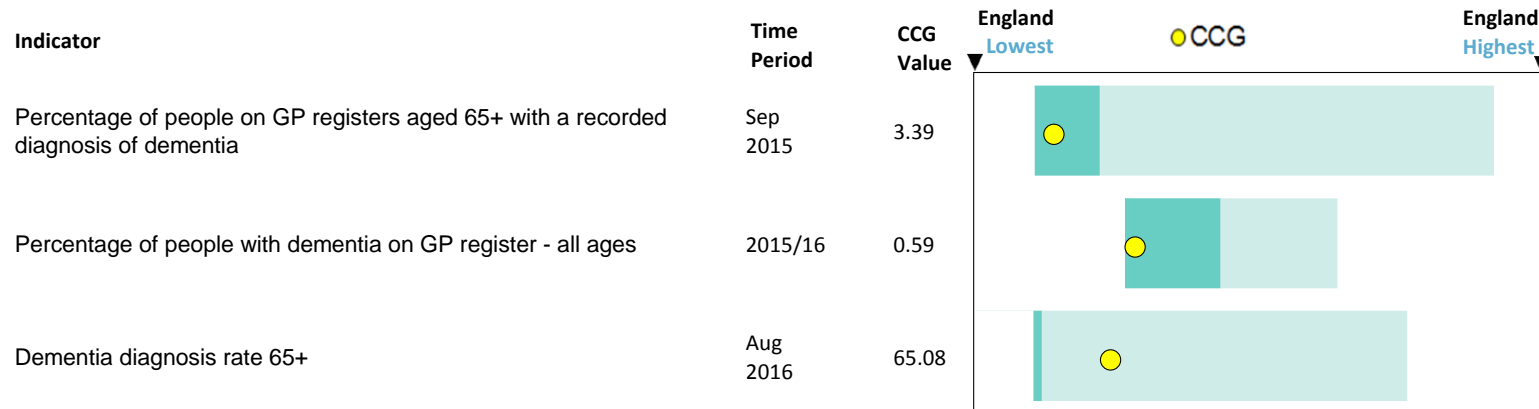 Indicator
Time
Period
CCG
Value
England
Lowest
CCG
England
Highest
Percentage of people on GP registers aged 65+ with a recorded
diagnosis of dementia
Sep
2015
3.39
Percentage of people with dementia on GP register - all ages
2015/16
0.59
Dementia diagnosis rate 65+
Aug
2016
65.08